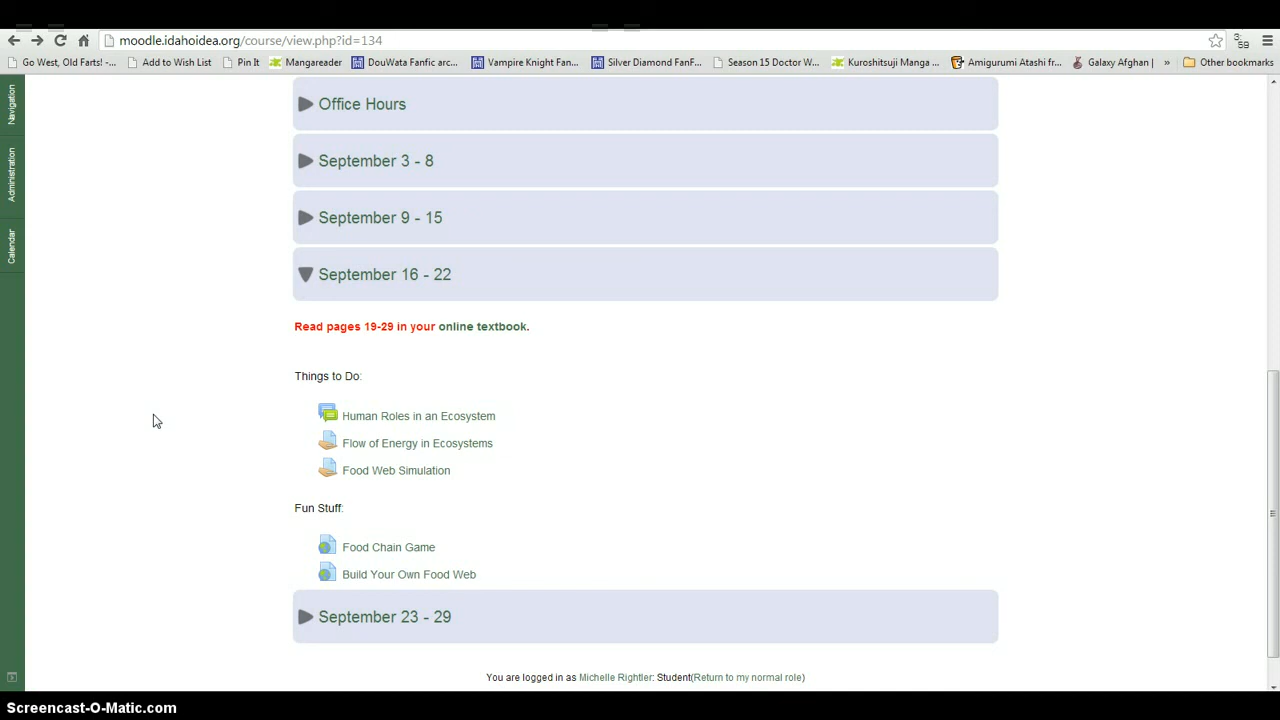 moodle.idahoidea.org/course/view.php?id=134
3:
59
Go West, Old Farts! -... Add to Wish List Pin It Mangareader DouWata Fanfic arc... Vampire Knight Fan... Silver Diamond FanF... Season 15 Doctor W... Kuroshitsuji Manga ... Amigurumi Atashi fr... Galaxy Afghan | » Other bookmarks
Navigation
Administration
Calendar
Office Hours
September 3 - 8
September 9 - 15
September 16 - 22
Read pages 19-29 in your online textbook.
Things to Do:
Human Roles in an Ecosystem
Flow of Energy in Ecosystems
Food Web Simulation
Fun Stuff:
Food Chain Game
Build Your Own Food Web
September 23 - 29
You are logged in as Michelle Rightler: Student(Return to my normal role)
Screencast-O-Matic.com